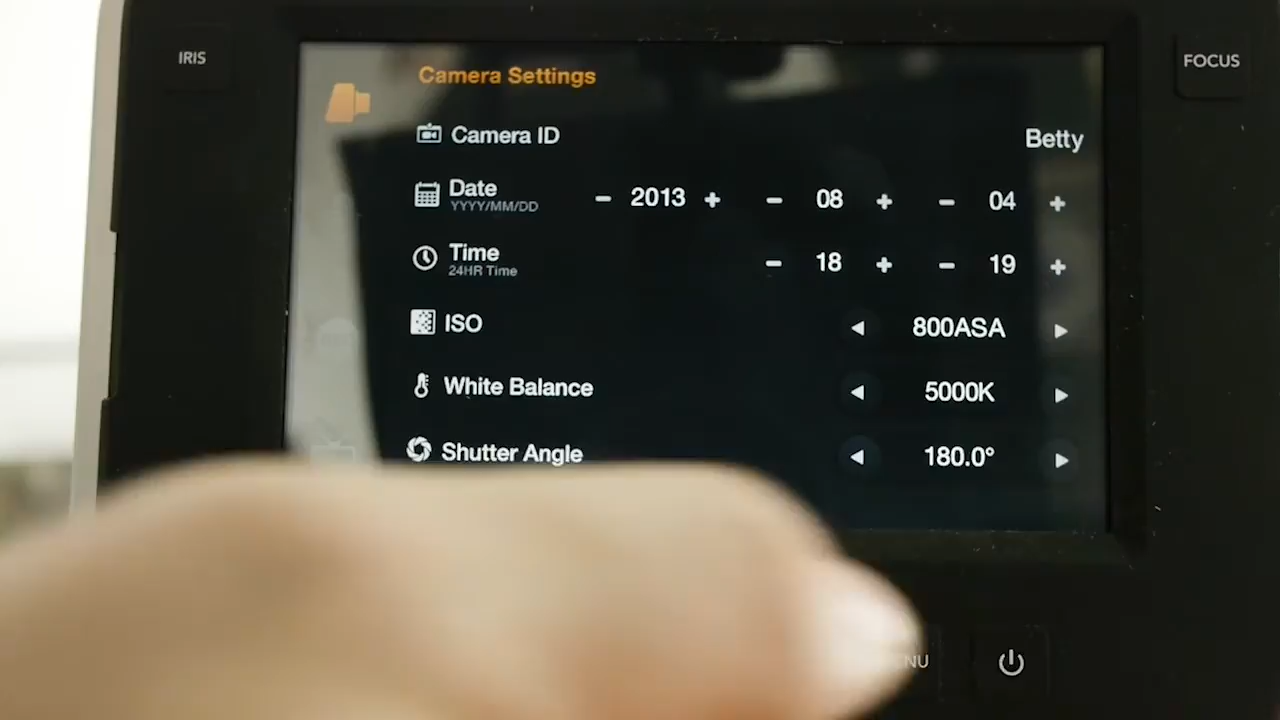 IRIS
FOCUS
Camera Settings
Camera ID Betty
Date - 2013 + - 08 + - 04 +
YYYY/MM/DD
Time - 18 + - 19 +
24HR Time
ISO 800ASA
White Balance 5000K
Shutter Angle 180.0°